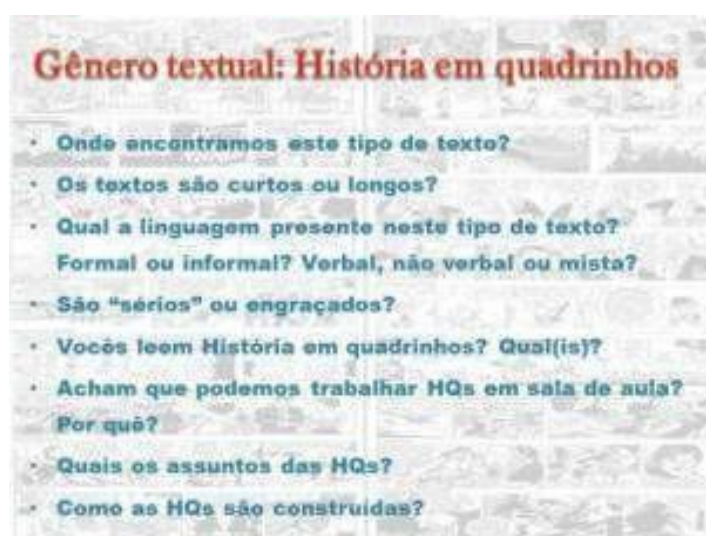 Gênero textual: História em quadrinhos
• Onde encontramos este tipo de texto?
• Os textos são curtos ou longos?
• Qual a linguagem presente neste tipo de texto?
Formal ou informal? Verbal, não verbal ou mista?
• São “sérios” ou engraçados?
• Vocês leem História em quadrinhos? Qual(is)?
• Acham que podemos trabalhar HQs em sala de aula?
Por quê?
• Quais os assuntos das HQs?
• Como as HQs são construídas?